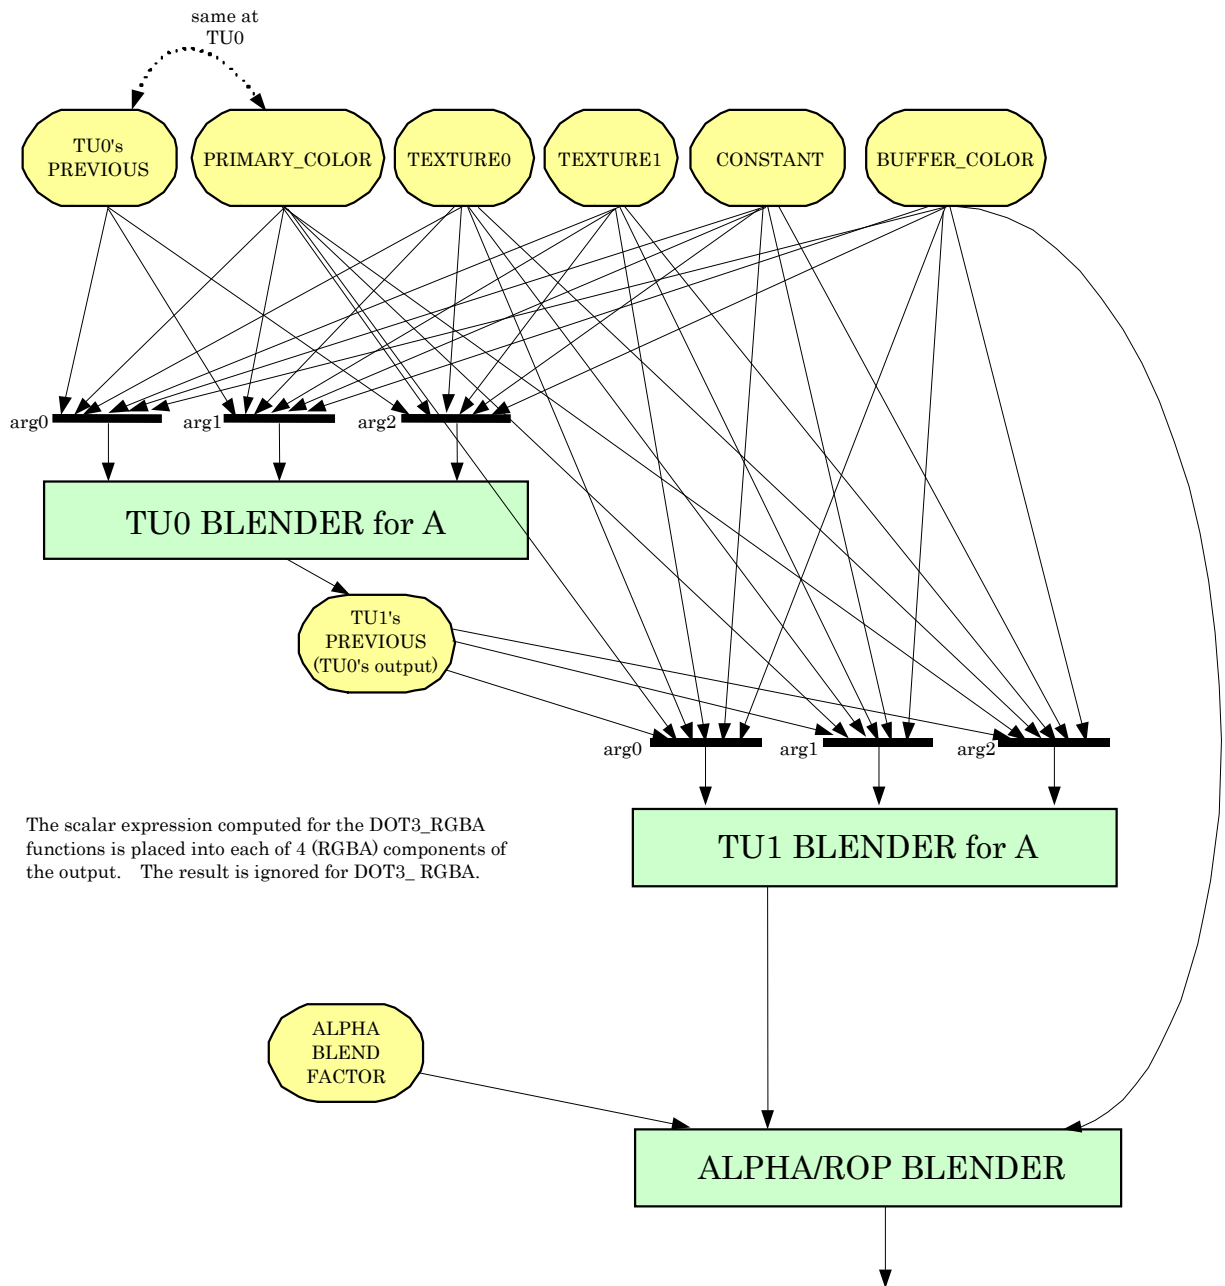 same at
TU0
TU0's
PREVIOUS
PRIMARY_COLOR
TEXTURE0
TEXTURE1
CONSTANT
BUFFER_COLOR
arg0
arg1
arg2
TU0 BLENDER for A
TU1's
PREVIOUS
(TU0's output)
arg0
arg1
arg2
The scalar expression computed for the DOT3_RGBA
functions is placed into each of 4 (RGBA) components of
the output. The result is ignored for DOT3_ RGBA.
TU1 BLENDER for A
ALPHA
BLEND
FACTOR
ALPHA/ROP BLENDER